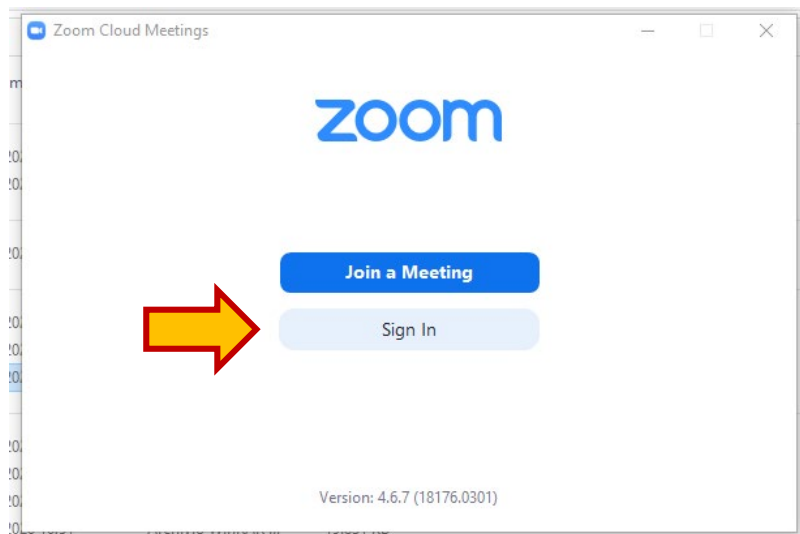 Zoom Cloud Meetings
zoom
Join a Meeting
Sign In
Version: 4.6.7 (18176.0301)